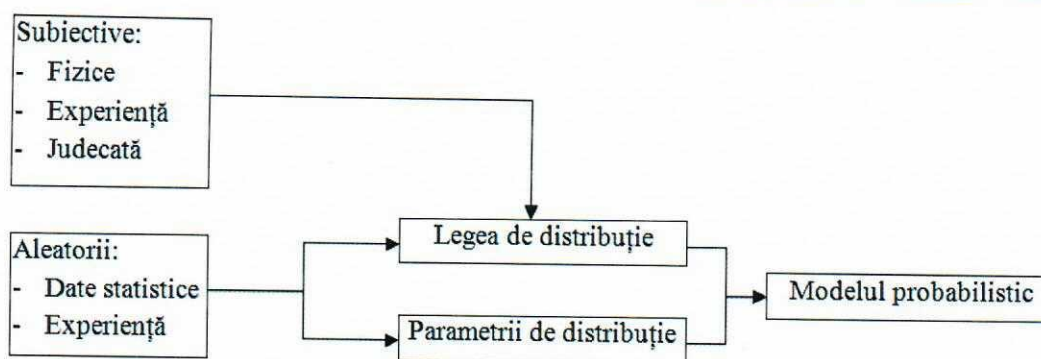 Subiective:
- Fizice
- Experiență
- Judecată
Legea de distribuție
Aleatorii:
- Date statistice
- Experiență
Modelul probabilistic
Parametrii de distribuție